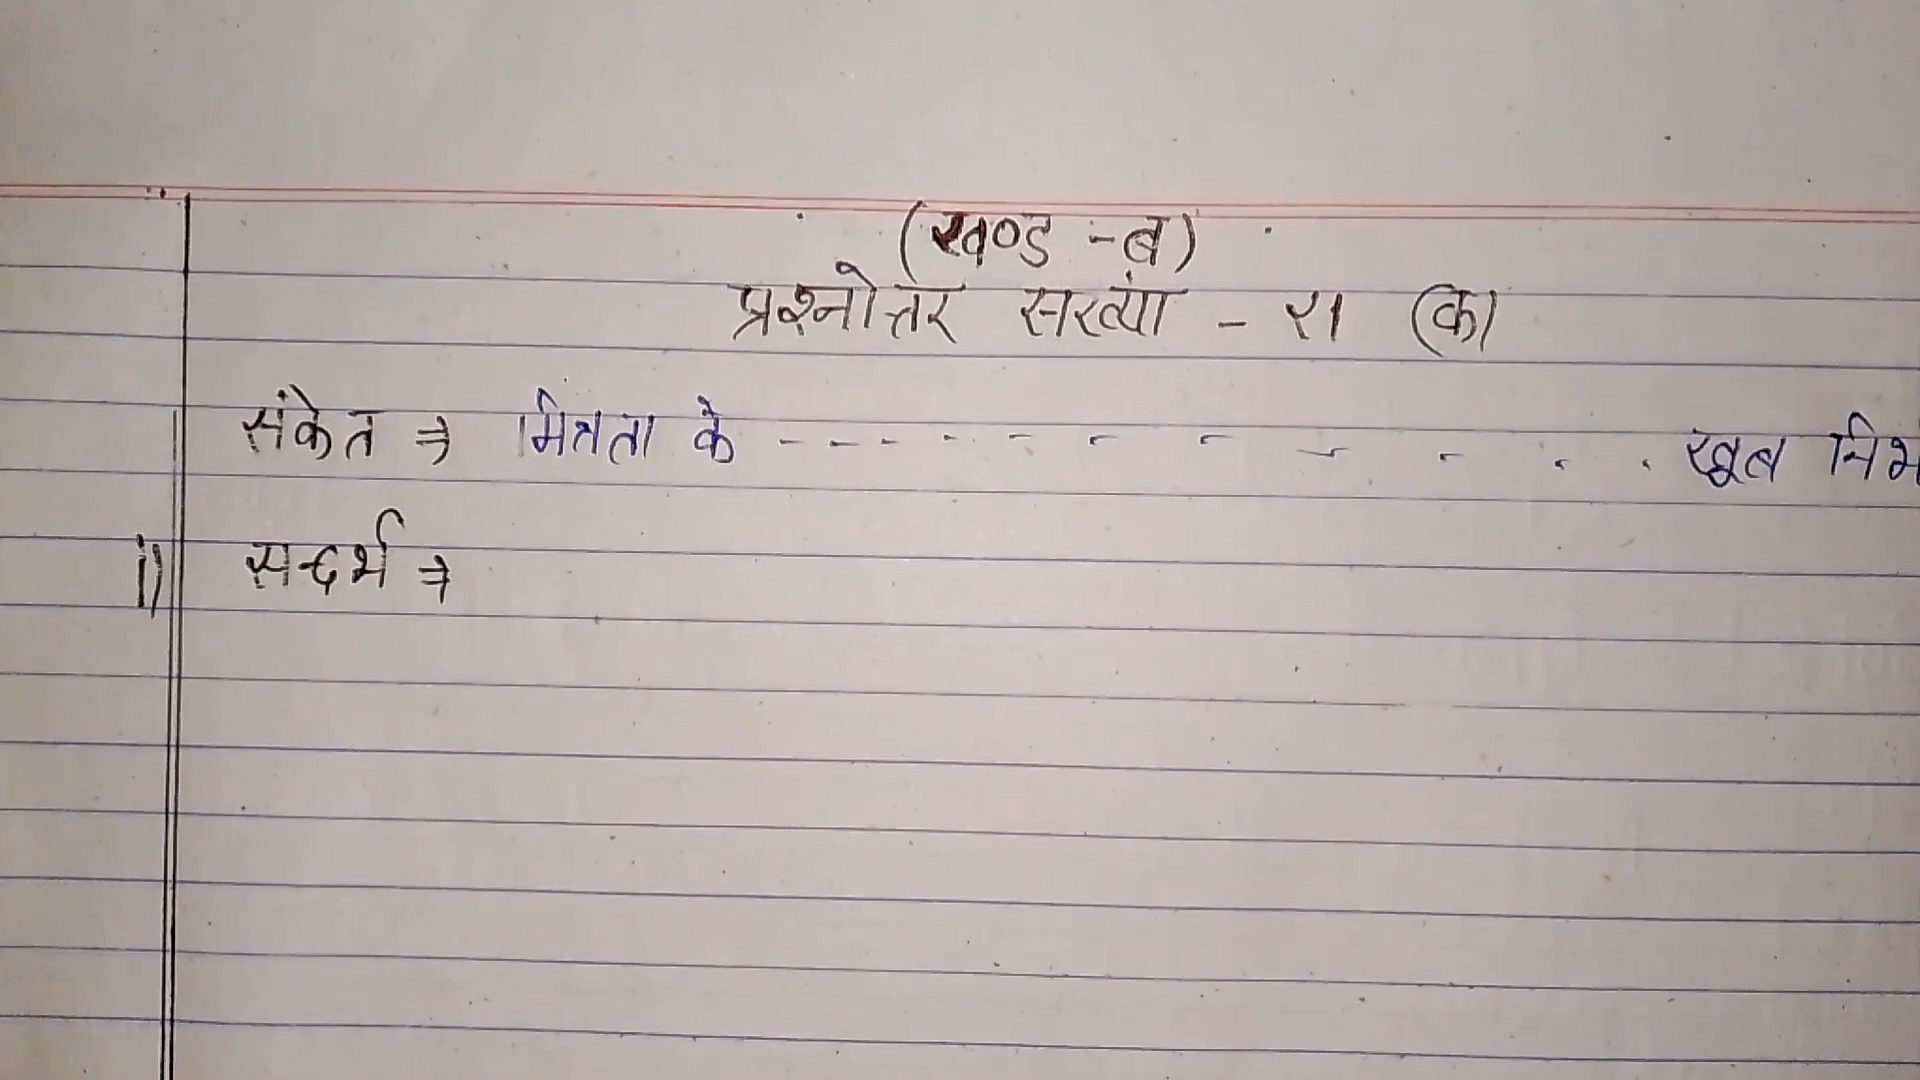 (खण्ड -ब)
प्रश्नोत्तर सख्यां - २१ (क)
संकेत ⇒ मित्रता के - - - - - - - - - . . . खूब
i) सन्दर्भ ⇒